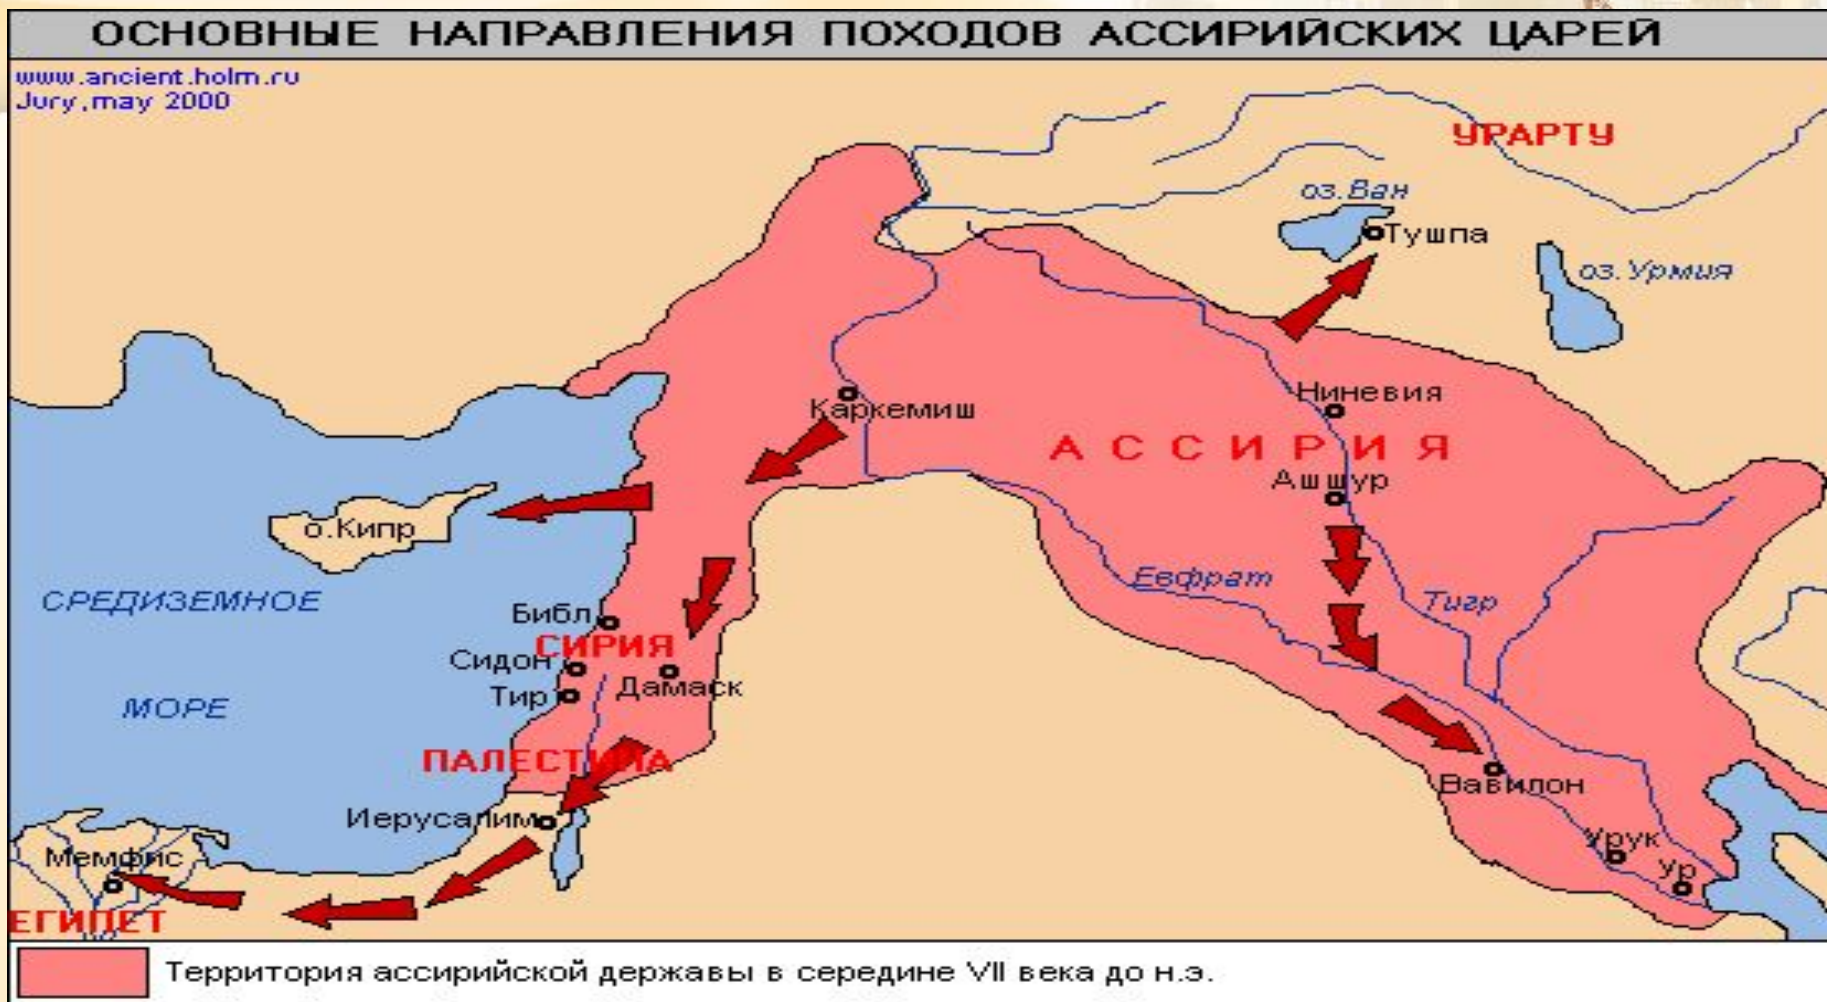 ОСНОВНЫЕ НАПРАВЛЕНИЯ ПОХОДОВ АССИРИЙСКИХ ЦАРЕЙ
www.ancient.holm.ru
Jury,may 2000
УРАРТУ
оз.Ван
Тушпа
оз.Урмия
Ниневия
Каркемиш
АССИРИЯ
Ашшур
о.Кипр
Евфрат
СРЕДИЗЕМНОЕ
Тигр
Библ
СИРИЯ
Сидон
Дамаск
Тир
МОРЕ
ПАЛЕСТИНА
Вавилон
Иерусалим
Урук
Мемфис
Ур
ЕГИПЕТ
Территория ассирийской державы в середине VII века до н.э.